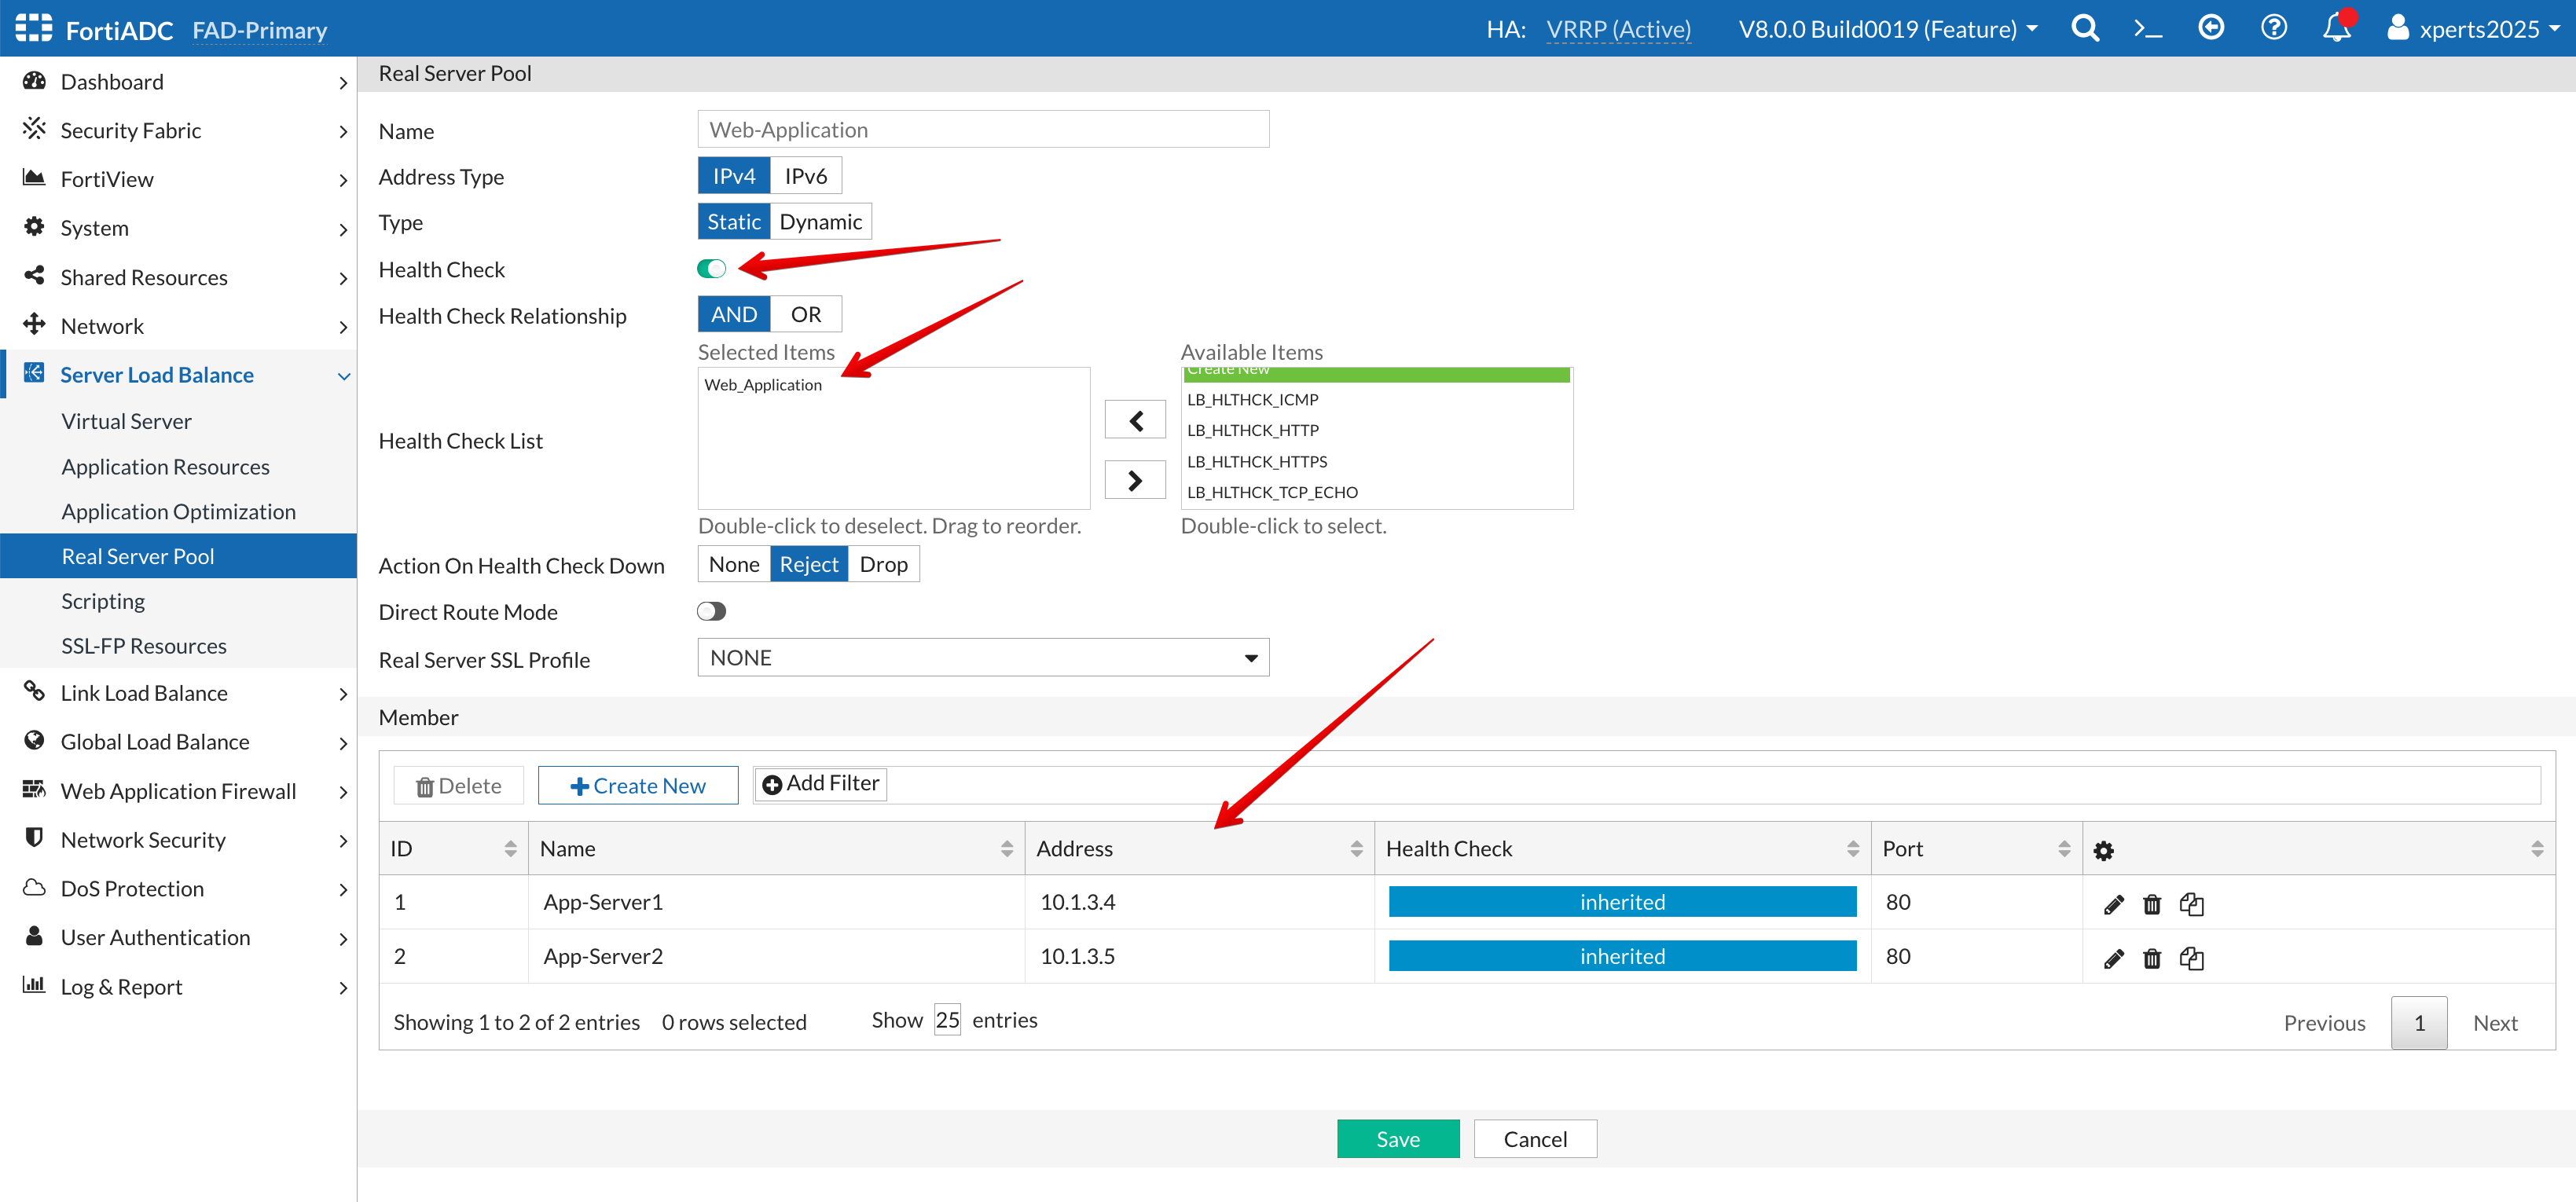 FortiADC FAD-Primary HA: VRRP (Active) V8.0.0 Build0019 (Feature) xperts2025
Dashboard
Security Fabric
FortiView
System
Shared Resources
Network
Server Load Balance
Virtual Server
Application Resources
Application Optimization
Real Server Pool
Scripting
SSL-FP Resources
Link Load Balance
Global Load Balance
Web Application Firewall
Network Security
DoS Protection
User Authentication
Log & Report
Real Server Pool
Name Web-Application
Address Type IPv4 IPv6
Type Static Dynamic
Health Check
Health Check Relationship AND OR
Selected Items Available Items
Health Check List
Web_Application
Create New
LB_HLTHCK_ICMP
LB_HLTHCK_HTTP
LB_HLTHCK_HTTPS
LB_HLTHCK_TCP_ECHO
Double-click to deselect. Drag to reorder. Double-click to select.
Action On Health Check Down None Reject Drop
Direct Route Mode
Real Server SSL Profile NONE
Member
Delete Create New Add Filter
ID Name Address Health Check Port
1 App-Server1 10.1.3.4 inherited 80
2 App-Server2 10.1.3.5 inherited 80
Showing 1 to 2 of 2 entries 0 rows selected Show 25 entries Previous 1 Next
Save Cancel